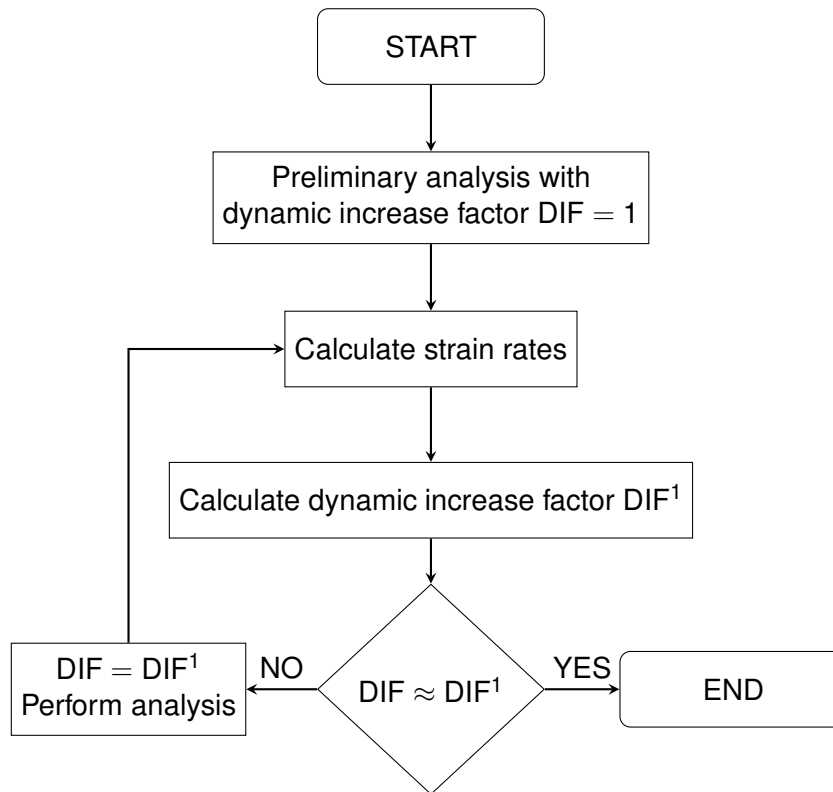 START
Preliminary analysis with
dynamic increase factor DIF = 1
Calculate strain rates
Calculate dynamic increase factor DIF¹
DIF = DIF¹
Perform analysis
NO
DIF ≈ DIF¹
YES
END